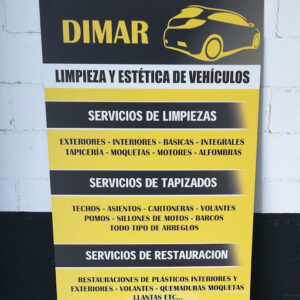 DIMAR
LIMPIEZA Y ESTÉTICA DE VEHÍCULOS
SERVICIOS DE LIMPIEZAS
EXTERIORES - INTERIORES - BÁSICAS - INTEGRALES
TAPICERÍA - MOQUETAS - MOTORES - ALFOMBRAS
SERVICIOS DE TAPIZADOS
TECHOS - ASIENTOS - CARTONERAS - VOLANTES
POMOS - SILLONES DE MOTOS - BARCOS
TODO TIPO DE ARREGLOS
SERVICIOS DE RESTAURACION
RESTAURACIONES DE PLÁSTICOS INTERIORES Y
EXTERIORES - VOLANTES - QUEMADURAS MOQUETAS
LLANTAS ETC...